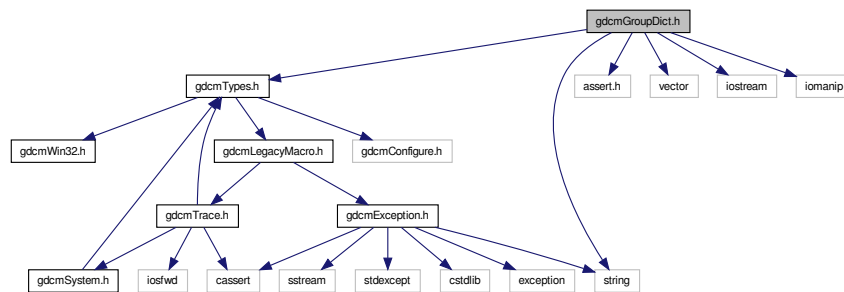 gdcmGroupDict.h
gdcmTypes.h
assert.h
vector
iostream
iomanip
gdcmWin32.h
gdcmLegacyMacro.h
gdcmConfigure.h
gdcmTrace.h
gdcmException.h
gdcmSystem.h
iosfwd
cassert
sstream
stdexcept
cstdlib
exception
string